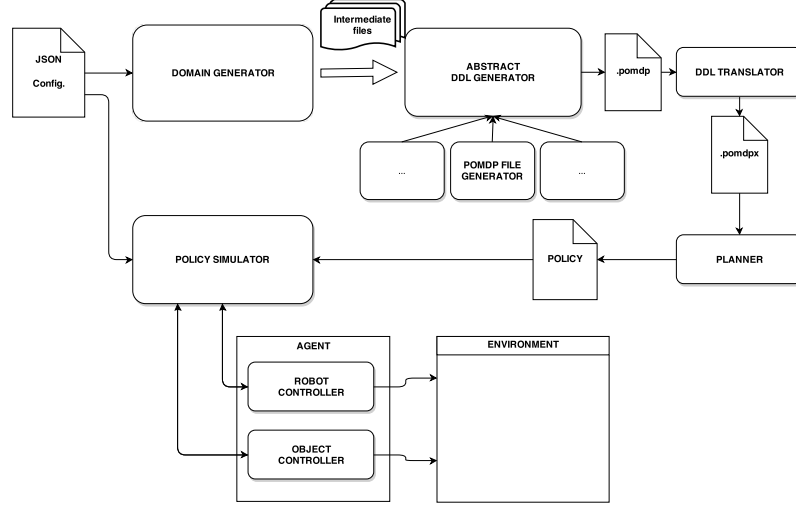 Intermediate
files
JSON
Config.
DOMAIN GENERATOR
ABSTRACT
DDL GENERATOR
.pomdp
DDL TRANSLATOR
...
POMDP FILE
GENERATOR
...
.pomdpx
POLICY SIMULATOR
POLICY
PLANNER
AGENT
ENVIRONMENT
ROBOT
CONTROLLER
OBJECT
CONTROLLER